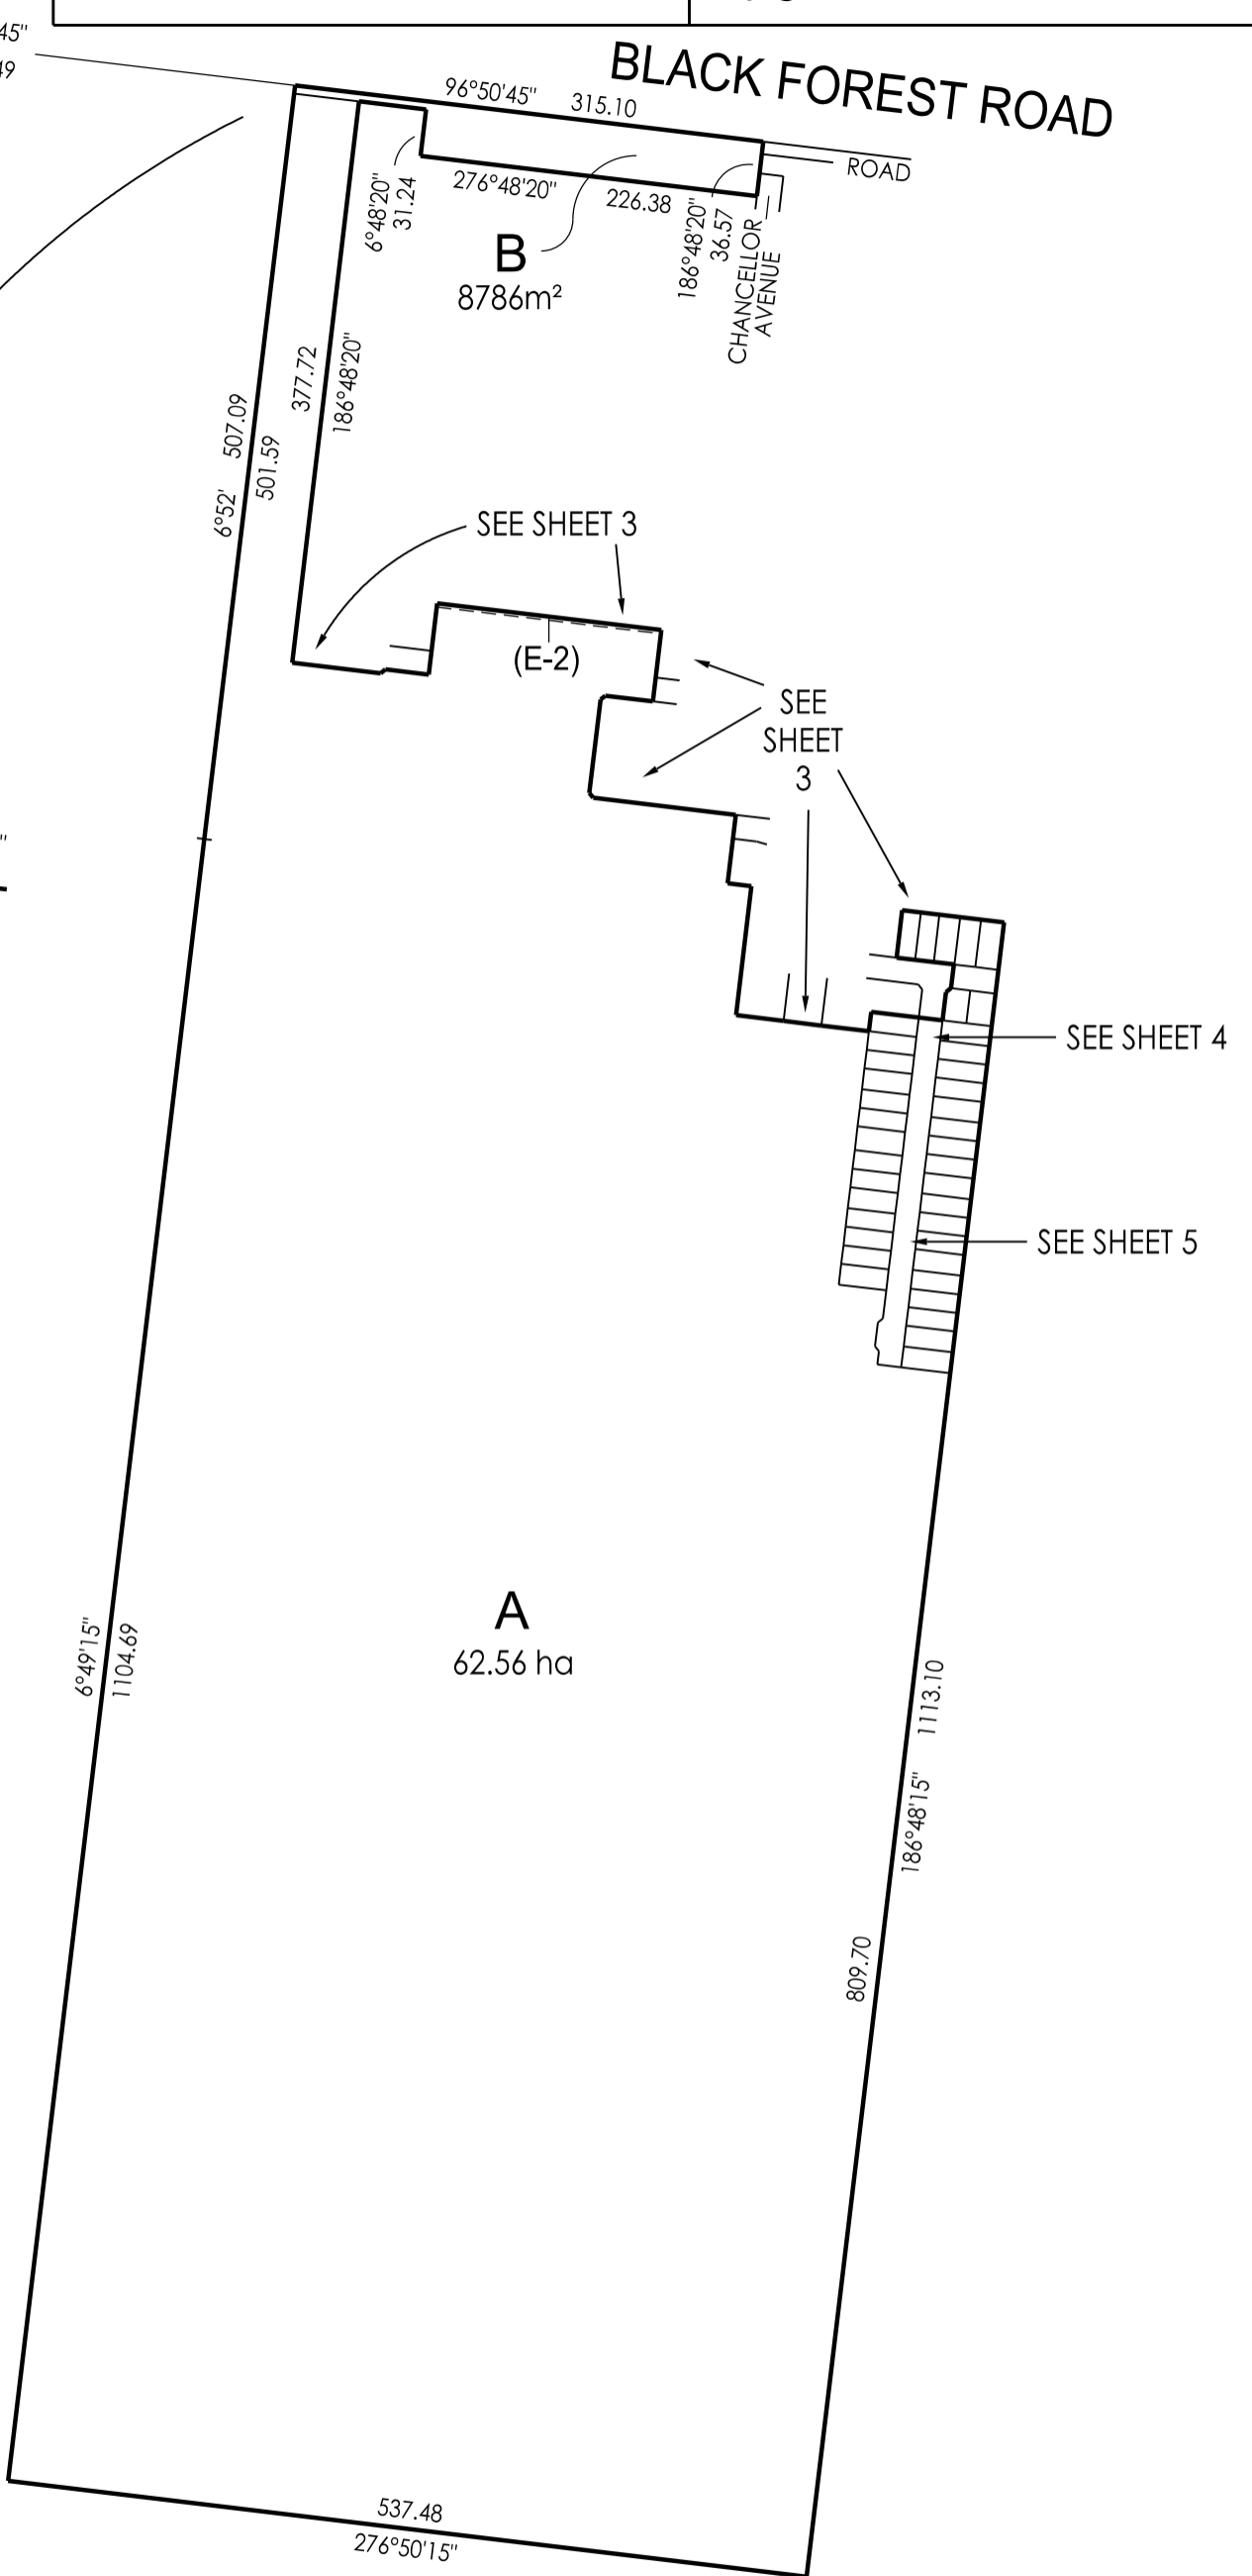 BLACK FOREST ROAD
45"
49
96°50'45" 315.10
ROAD
276°48'20" 226.38
6°48'20"
31.24
186°48'20"
36.57
CHANCELLOR
AVENUE
B
8786m²
377.72
186°48'20"
6°52' 507.09
501.59
SEE SHEET 3
(E-2)
SEE
SHEET
3
SEE SHEET 4
SEE SHEET 5
A
62.56 ha
6°49'15"
1104.69
186°48'15" 1113.10
809.70
537.48
276°50'15"